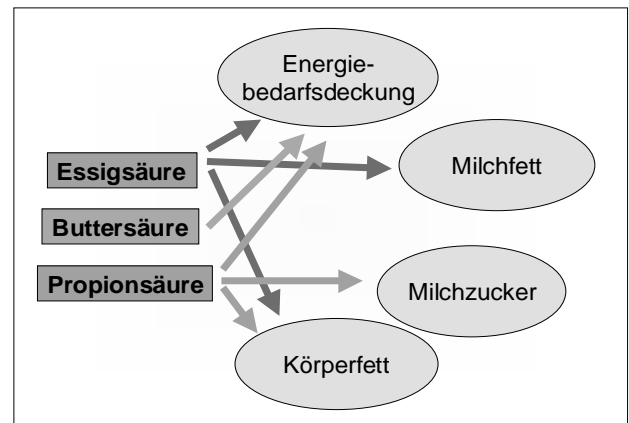 Energie-
bedarfsdeckung
Essigsäure
Milchfett
Buttersäure
Propionsäure
Milchzucker
Körperfett